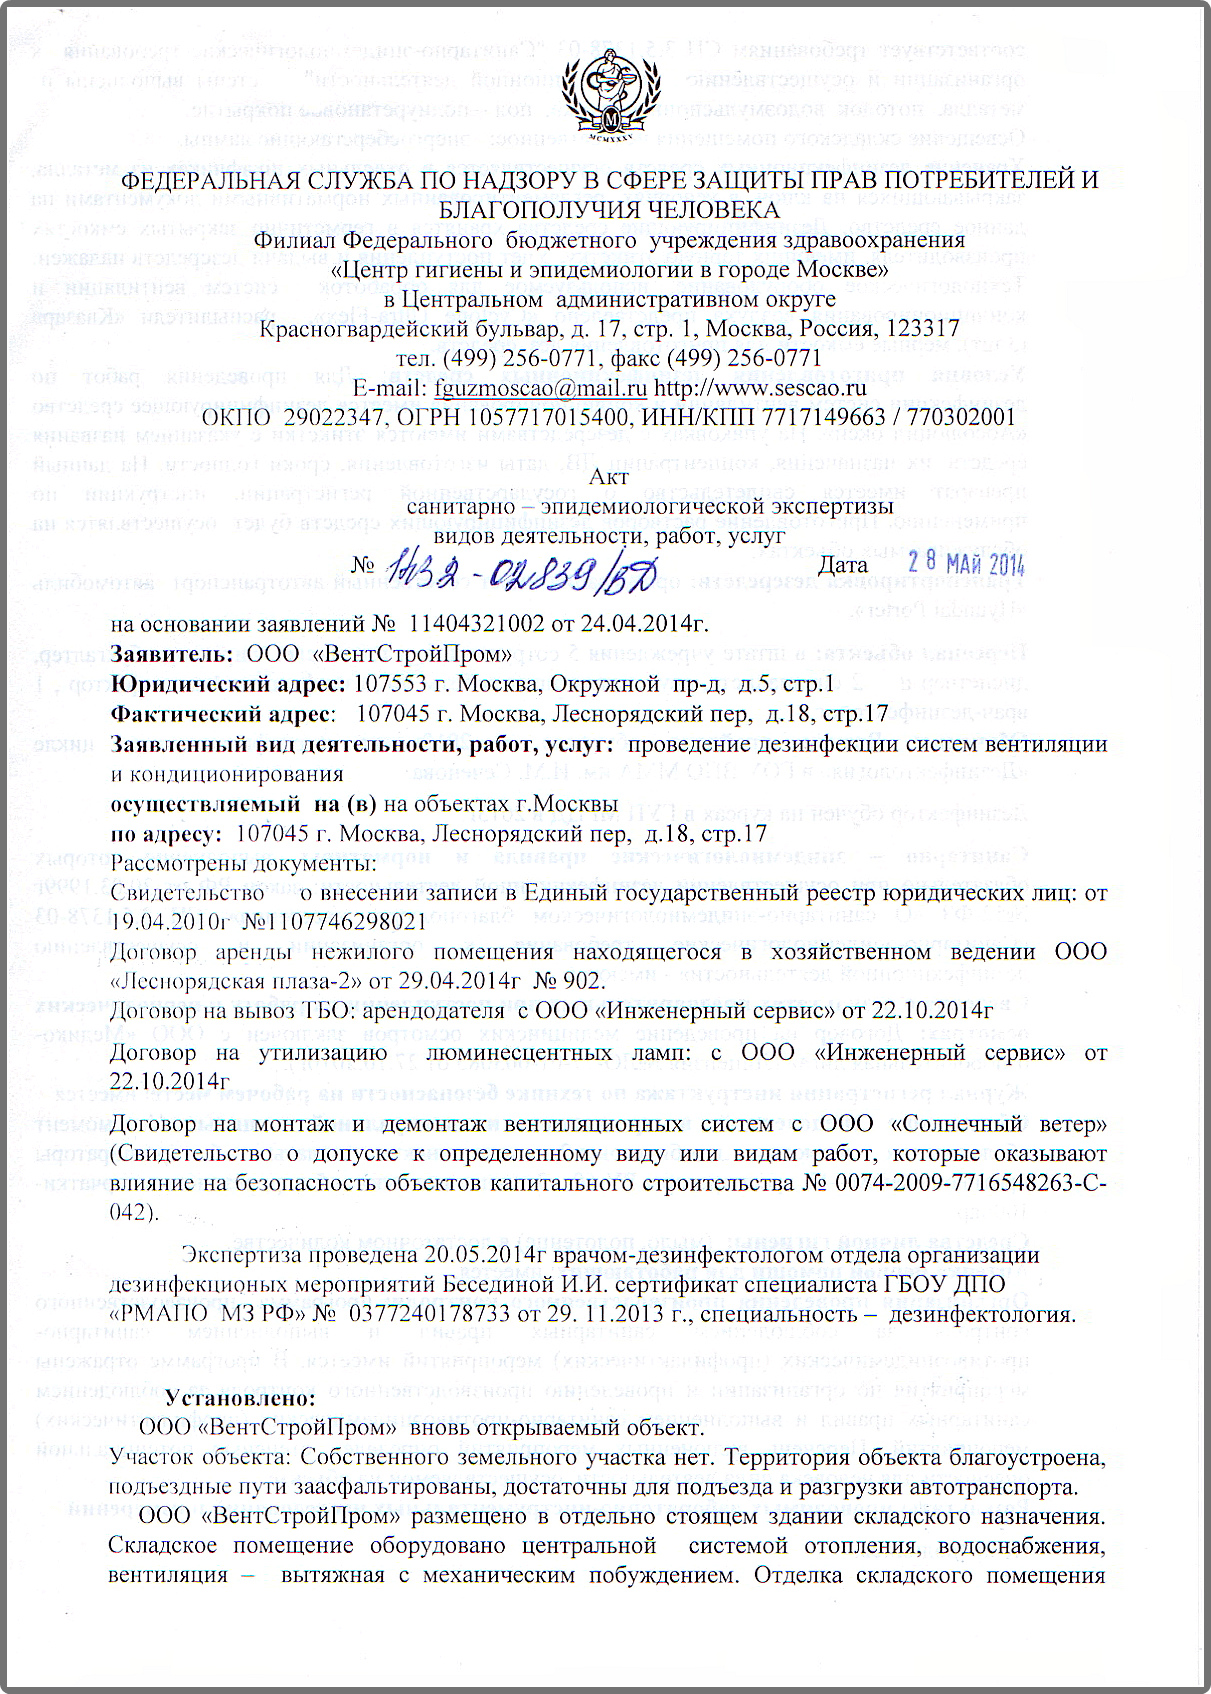 ФЕДЕРАЛЬНАЯ СЛУЖБА ПО НАДЗОРУ В СФЕРЕ ЗАЩИТЫ ПРАВ ПОТРЕБИТЕЛЕЙ И
БЛАГОПОЛУЧИЯ ЧЕЛОВЕКА
Филиал Федерального бюджетного учреждения здравоохранения
«Центр гигиены и эпидемиологии в городе Москве»
в Центральном административном округе
Красногвардейский бульвар, д. 17, стр. 1, Москва, Россия, 123317
тел. (499) 256-0771, факс (499) 256-0771
E-mail: fguzmoscao@mail.ru http://www.sescao.ru
ОКПО 29022347, ОГРН 1057717015400, ИНН/КПП 7717149663 / 770302001
Акт
санитарно – эпидемиологической экспертизы
видов деятельности, работ, услуг
№ 1432 - 02839/ВД Дата 28 МАЙ 2014
на основании заявлений № 11404321002 от 24.04.2014г.
Заявитель: ООО «ВентСтройПром»
Юридический адрес: 107553 г. Москва, Окружной пр-д, д.5, стр.1
Фактический адрес: 107045 г. Москва, Леснорядский пер, д.18, стр.17
Заявленный вид деятельности, работ, услуг: проведение дезинфекции систем вентиляции
и кондиционирования
осуществляемый на (в) на объектах г.Москвы
по адресу: 107045 г. Москва, Леснорядский пер, д.18, стр.17
Рассмотрены документы:
Свидетельство о внесении записи в Единый государственный реестр юридических лиц: от
19.04.2010г №1107746298021
Договор аренды нежилого помещения находящегося в хозяйственном ведении ООО
«Леснорядская плаза-2» от 29.04.2014г № 902.
Договор на вывоз ТБО: арендодателя с ООО «Инженерный сервис» от 22.10.2014г
Договор на утилизацию люминесцентных ламп: с ООО «Инженерный сервис» от
22.10.2014г
Договор на монтаж и демонтаж вентиляционных систем с ООО «Солнечный ветер»
(Свидетельство о допуске к определенному виду или видам работ, которые оказывают
влияние на безопасность объектов капитального строительства № 0074-2009-7716548263-С-
042).
Экспертиза проведена 20.05.2014г врачом-дезинфектологом отдела организации
дезинфекционых мероприятий Бесединой И.И. сертификат специалиста ГБОУ ДПО
«РМАПО МЗ РФ» № 0377240178733 от 29. 11.2013 г., специальность – дезинфектология.
Установлено:
ООО «ВентСтройПром» вновь открываемый объект.
Участок объекта: Собственного земельного участка нет. Территория объекта благоустроена,
подъездные пути заасфальтированы, достаточны для подъезда и разгрузки автотранспорта.
ООО «ВентСтройПром» размещено в отдельно стоящем здании складского назначения.
Складское помещение оборудовано центральной системой отопления, водоснабжения,
вентиляция – вытяжная с механическим побуждением. Отделка складского помещения